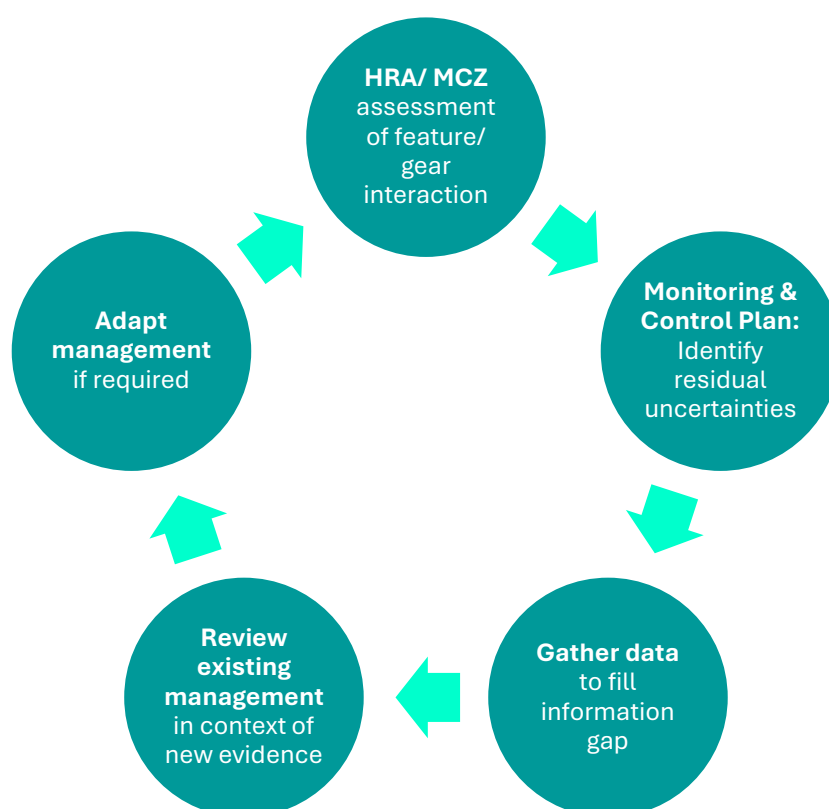 HRA/ MCZ
assessment
of feature/
gear
interaction
Monitoring &
Control Plan:
Identify
residual
uncertainties
Gather data
to fill
information
gap
Review
existing
management
in context of
new evidence
Adapt
management
if required